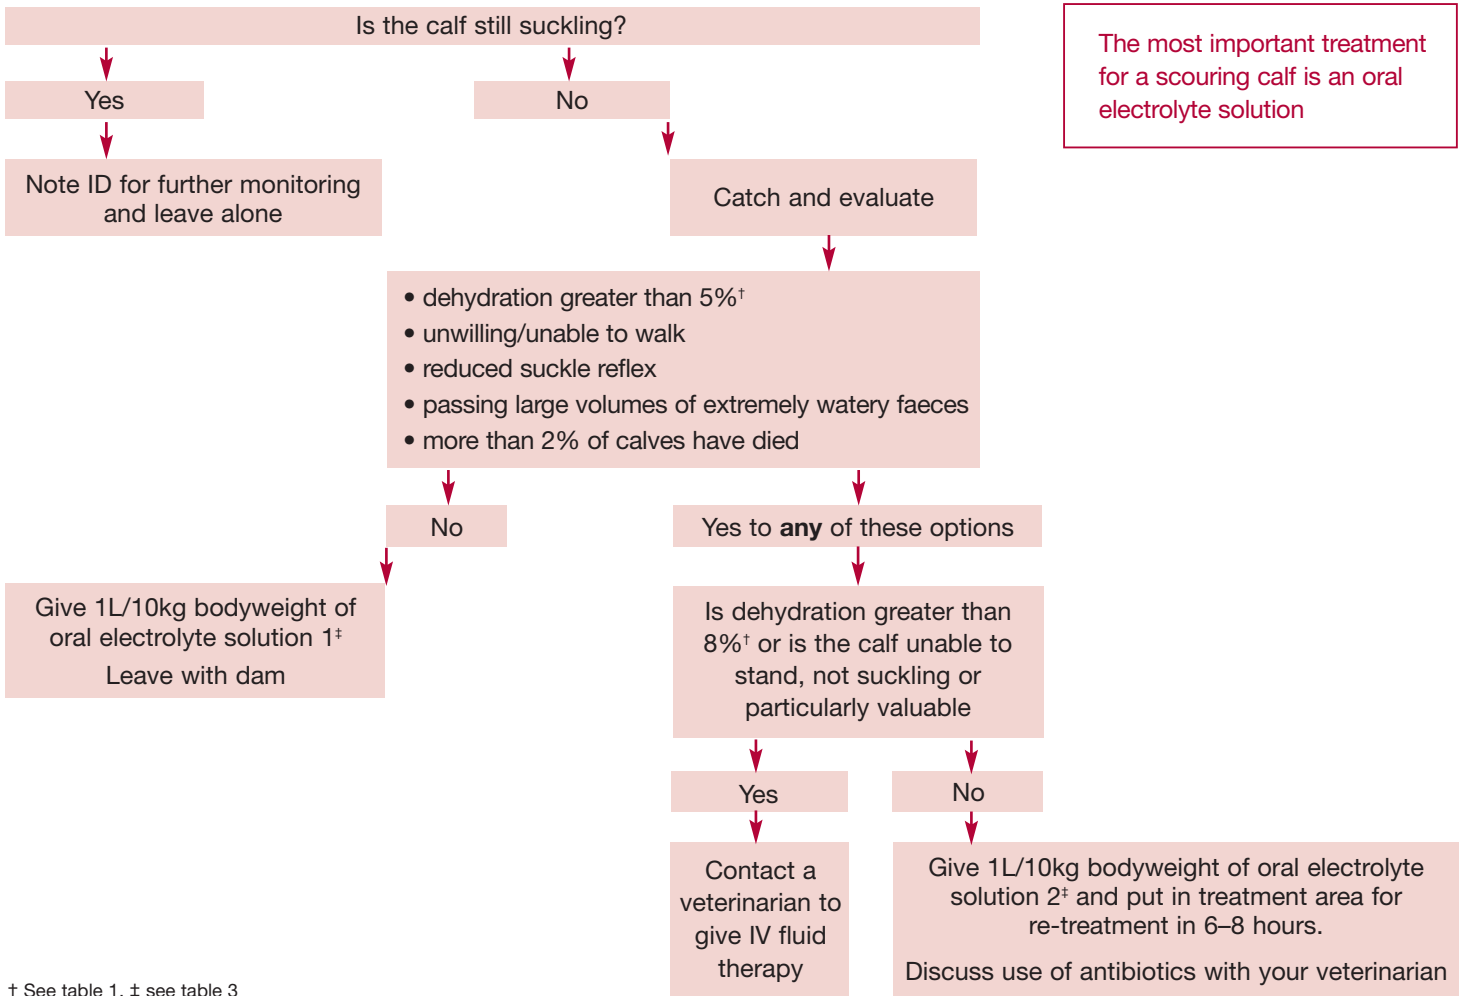 Is the calf still suckling?
The most important treatment
for a scouring calf is an oral
electrolyte solution
Yes
No
Note ID for further monitoring
and leave alone
Catch and evaluate
• dehydration greater than 5%†
• unwilling/unable to walk
• reduced suckle reflex
• passing large volumes of extremely watery faeces
• more than 2% of calves have died
No
Yes to any of these options
Give 1L/10kg bodyweight of
oral electrolyte solution 1‡
Leave with dam
Is dehydration greater than
8%† or is the calf unable to
stand, not suckling or
particularly valuable
Yes
No
Contact a
veterinarian to
give IV fluid
therapy
Give 1L/10kg bodyweight of oral electrolyte
solution 2‡ and put in treatment area for
re-treatment in 6–8 hours.
Discuss use of antibiotics with your veterinarian
† See table 1, ‡ see table 3